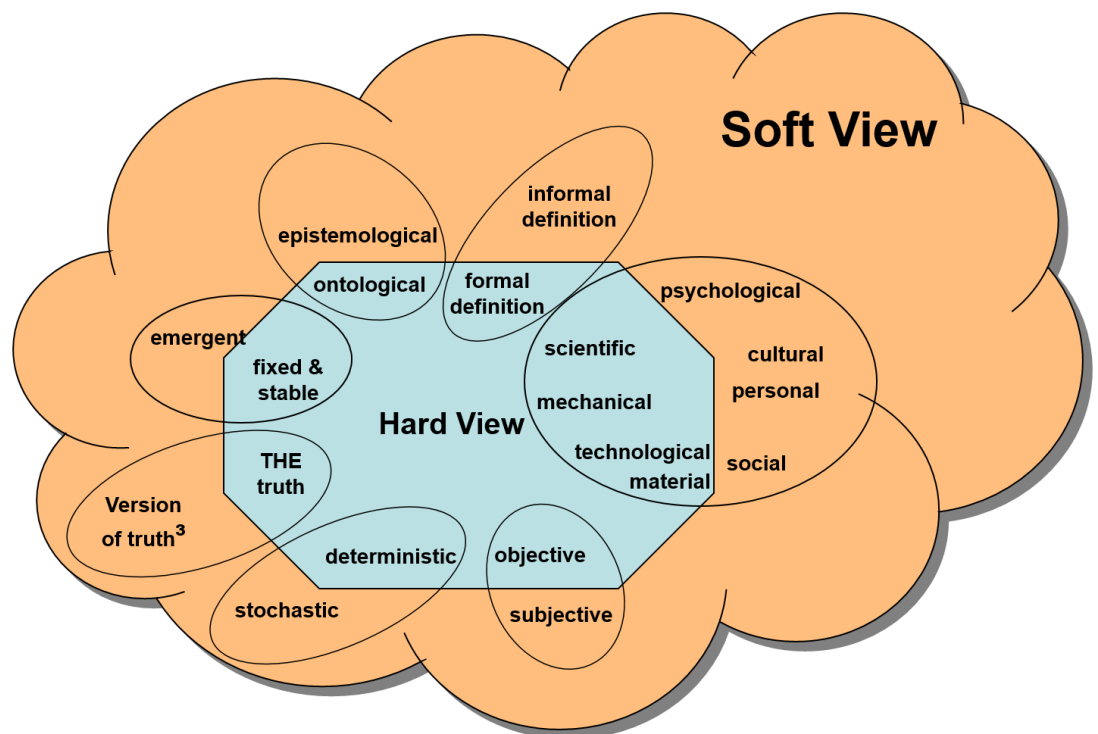 Soft View
informal
definition
epistemological
ontological
formal
definition
psychological
emergent
scientific
cultural
fixed &
stable
personal
mechanical
Hard View
technological
material
social
THE
truth
Version
of truth³
deterministic
objective
stochastic
subjective